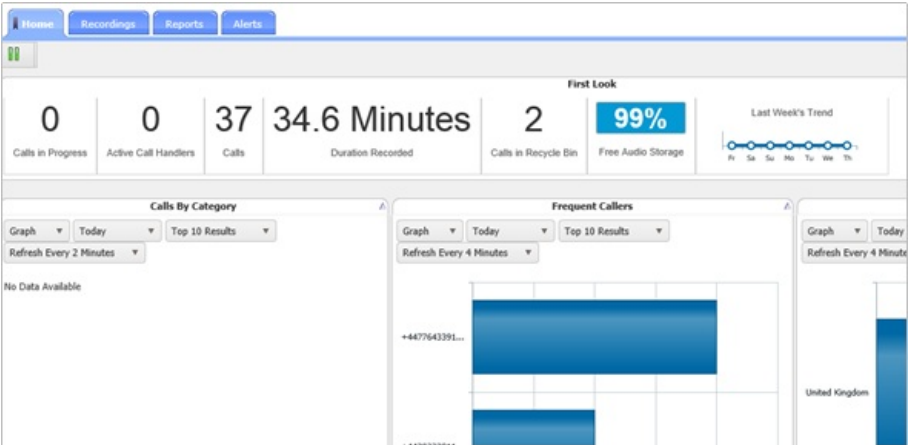 Home Recordings Reports Alerts
First Look
0 0 37 34.6 Minutes 2 99% Last Week's Trend
Calls in Progress Active Call Handlers Calls Duration Recorded Calls in Recycle Bin Free Audio Storage
Fr Sa Su Mo Tu We Th
Calls By Category
Graph Today Top 10 Results
Refresh Every 2 Minutes
No Data Available
Frequent Callers
Graph Today Top 10 Results
Refresh Every 4 Minutes
+4477643391...
Graph Today
Refresh Every 4 Minute
United Kingdom